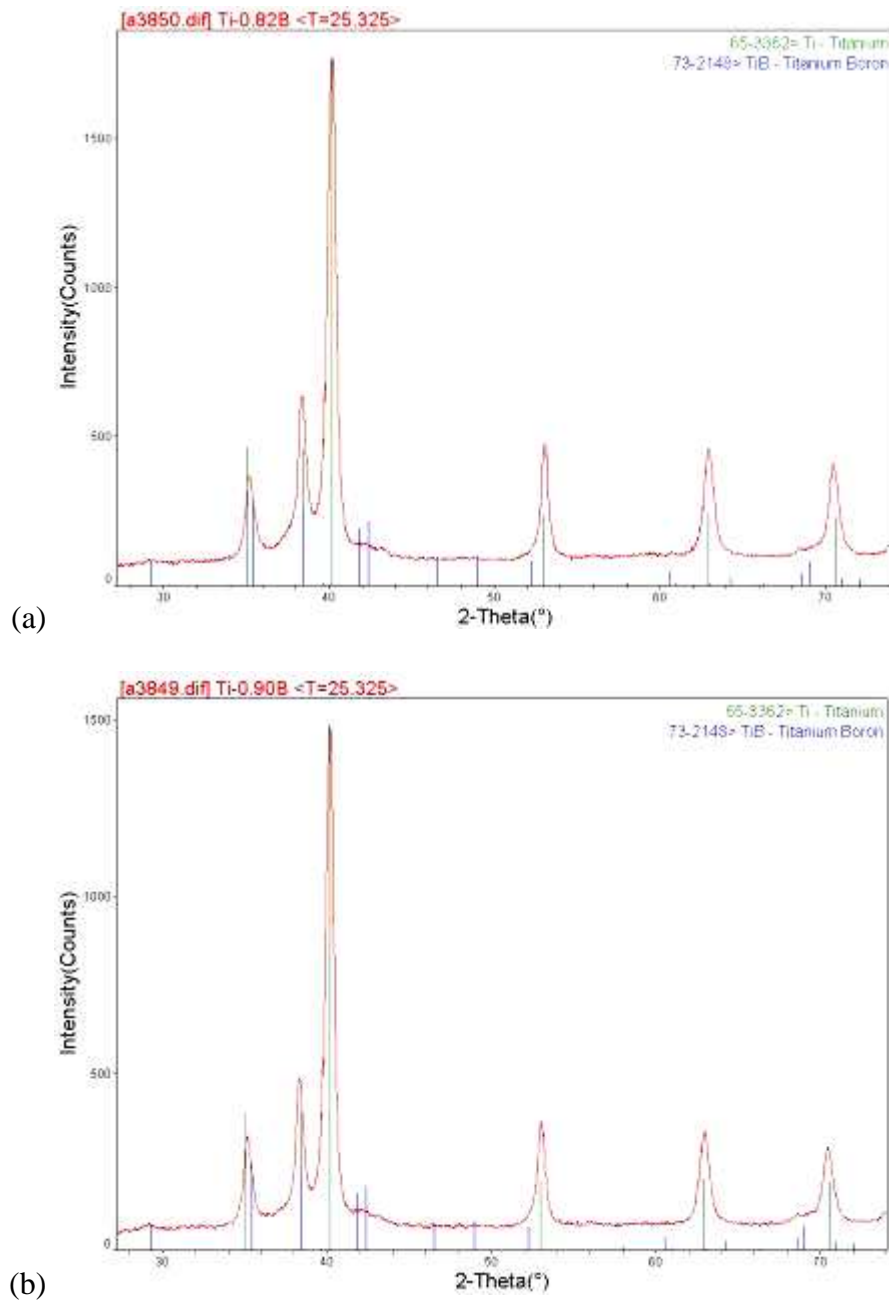 [a3850.dif] Ti-0.82B <T=25.325>
65-3362> Ti - Titanium
73-2148> TiB - Titanium Boron
1500
1000
500
0
Intensity(Counts)
30 40 50 60 70
2-Theta(°)
(a)
[a3849.dif] Ti-0.90B <T=25.325>
65-3362> Ti - Titanium
73-2148> TiB - Titanium Boron
1500
1000
500
0
Intensity(Counts)
30 40 50 60 70
2-Theta(°)
(b)